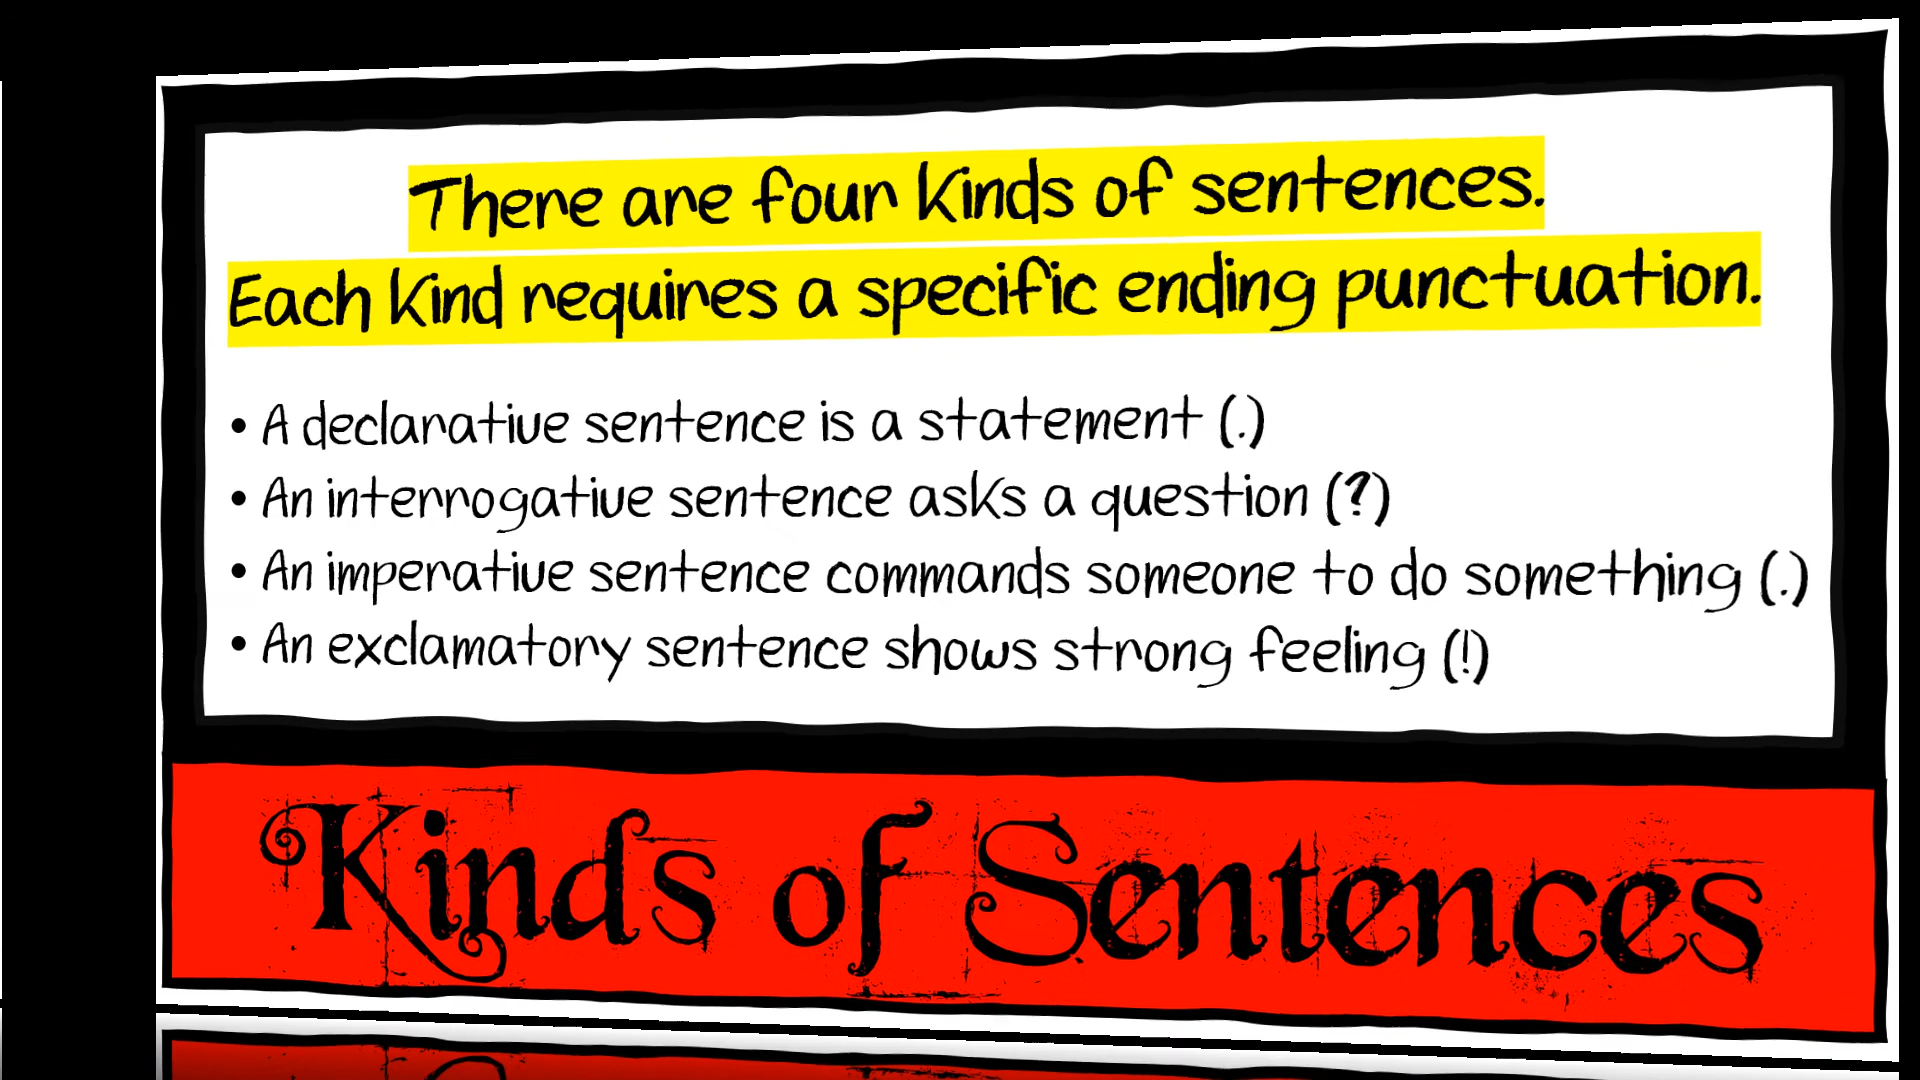 There are four kinds of sentences.
Each kind requires a specific ending punctuation.
• A declarative sentence is a statement (.)
• An interrogative sentence asks a question (?)
• An imperative sentence commands someone to do something (.)
• An exclamatory sentence shows strong feeling (!)
Kinds of Sentences